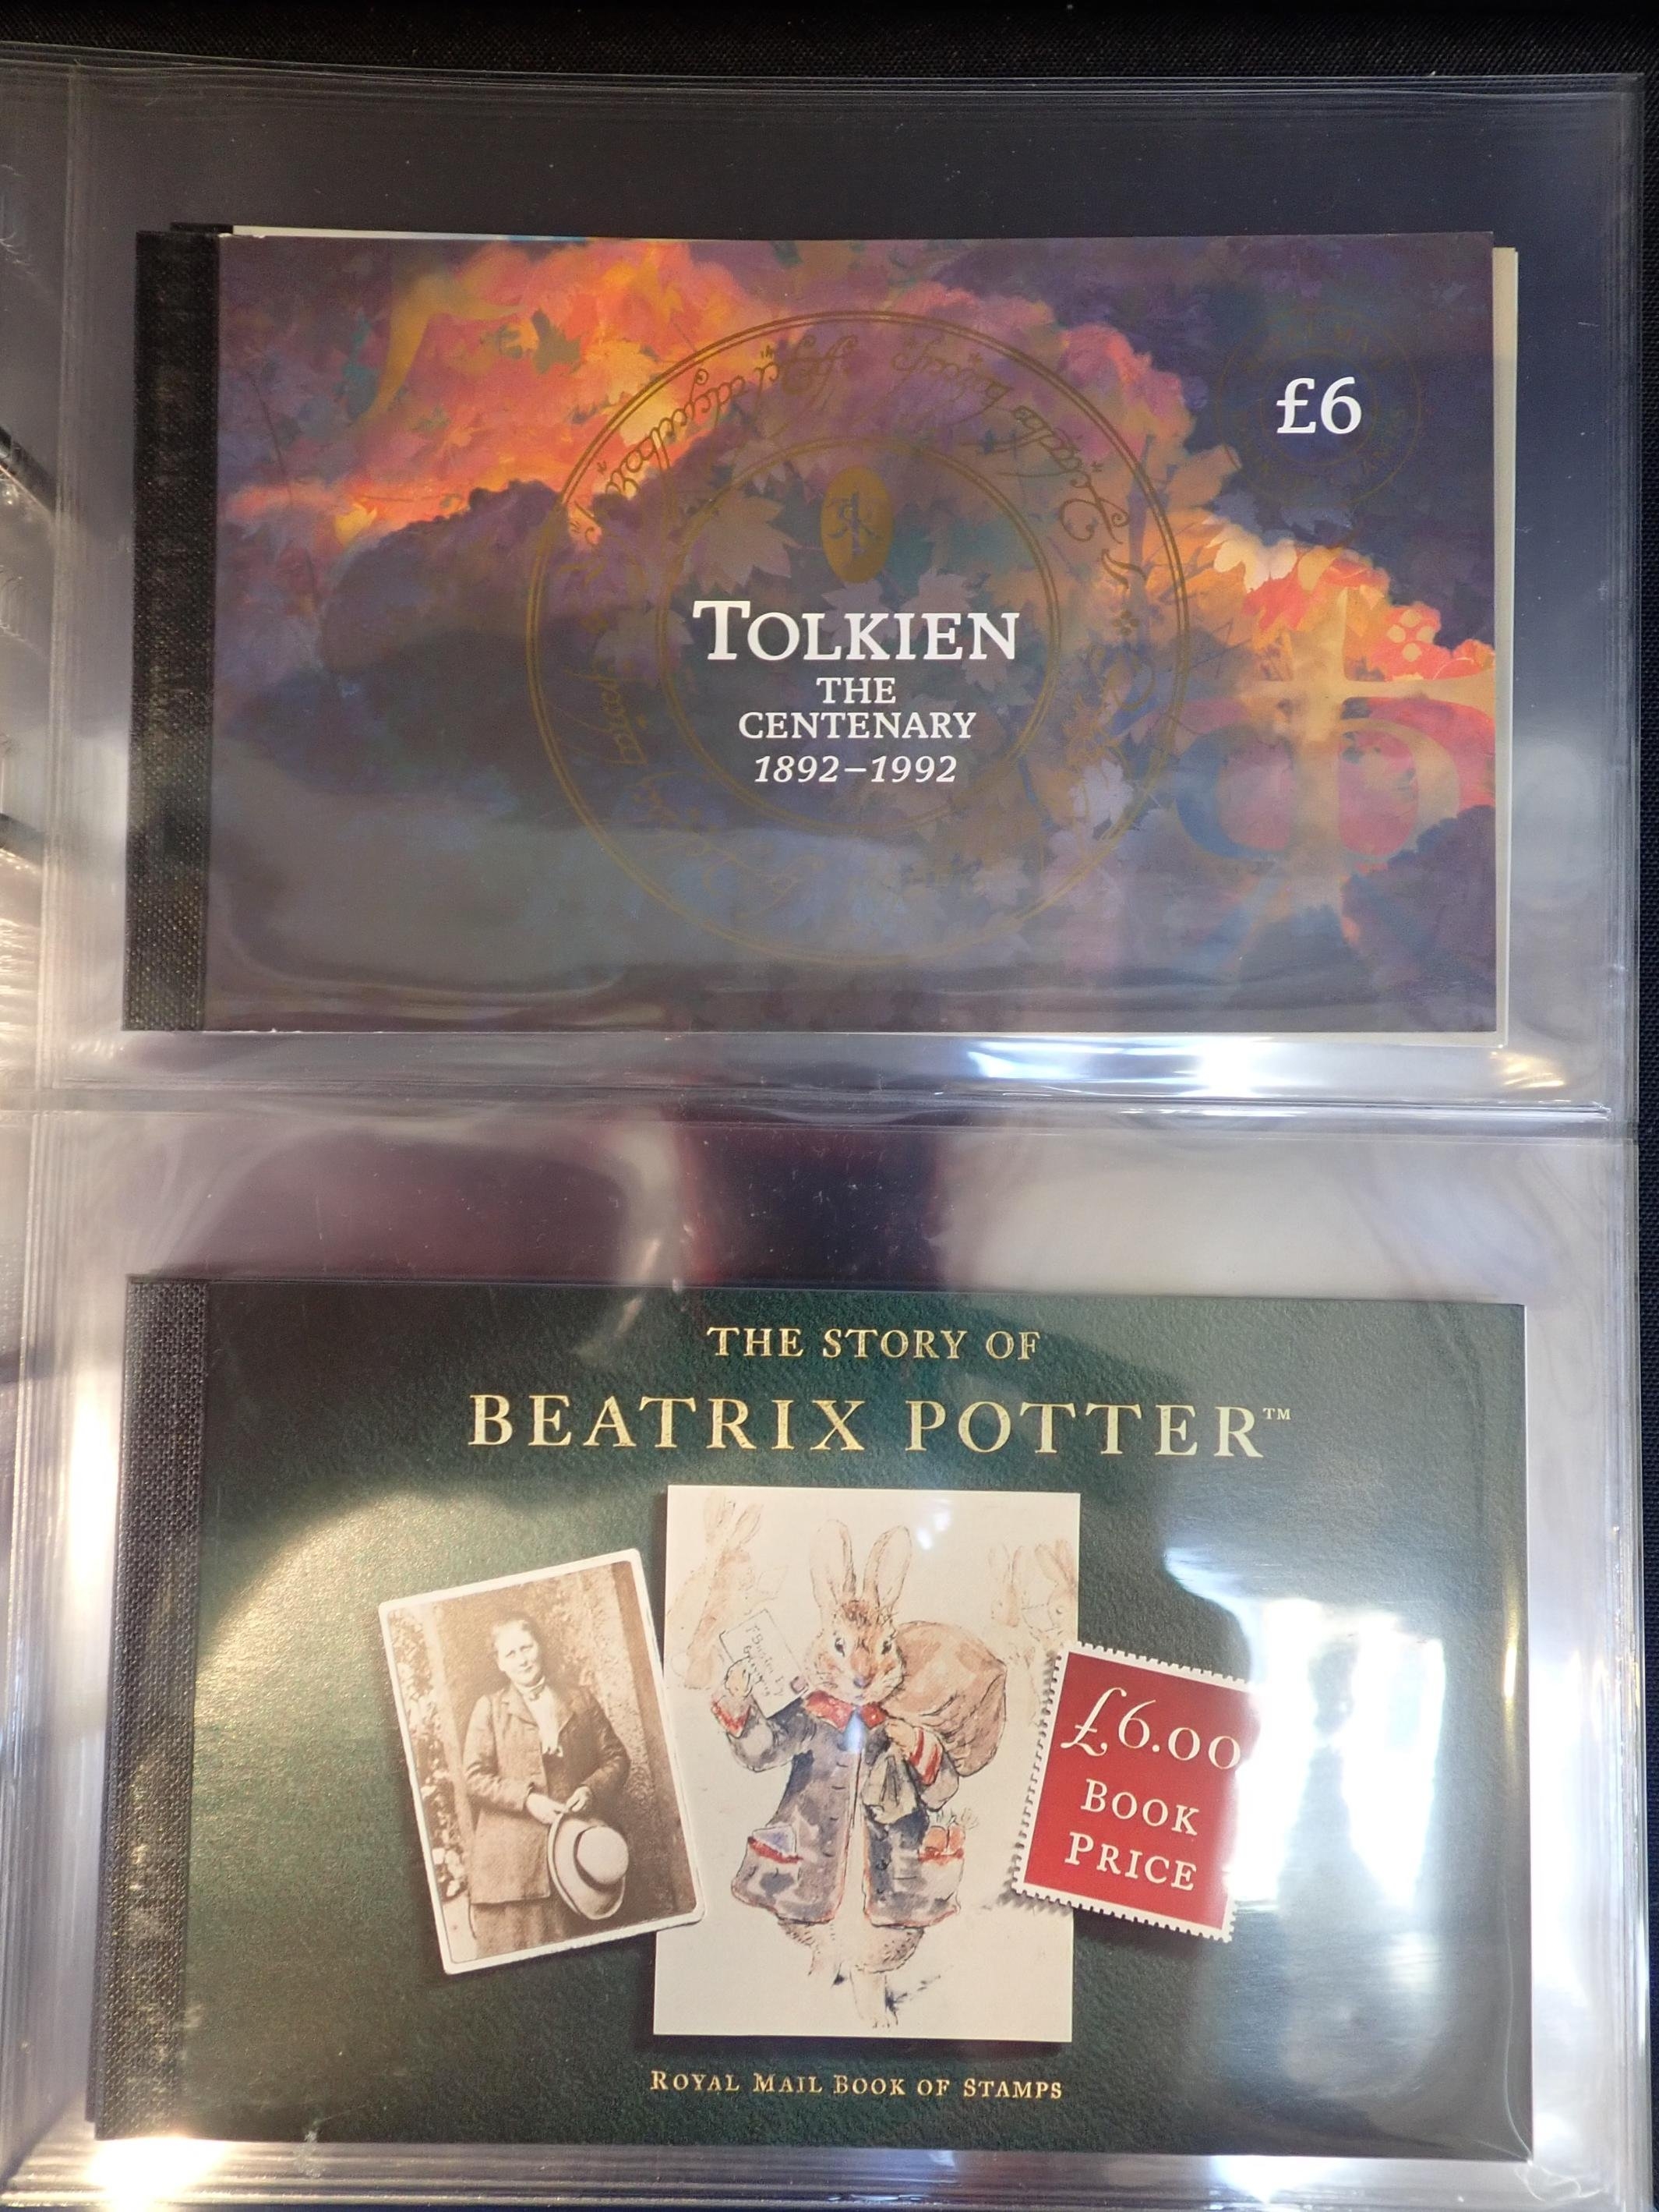 £6
TOLKIEN
THE
CENTENARY
1892–1992
THE STORY OF
BEATRIX POTTER™
£6.00
BOOK
PRICE
ROYAL MAIL BOOK OF STAMPS